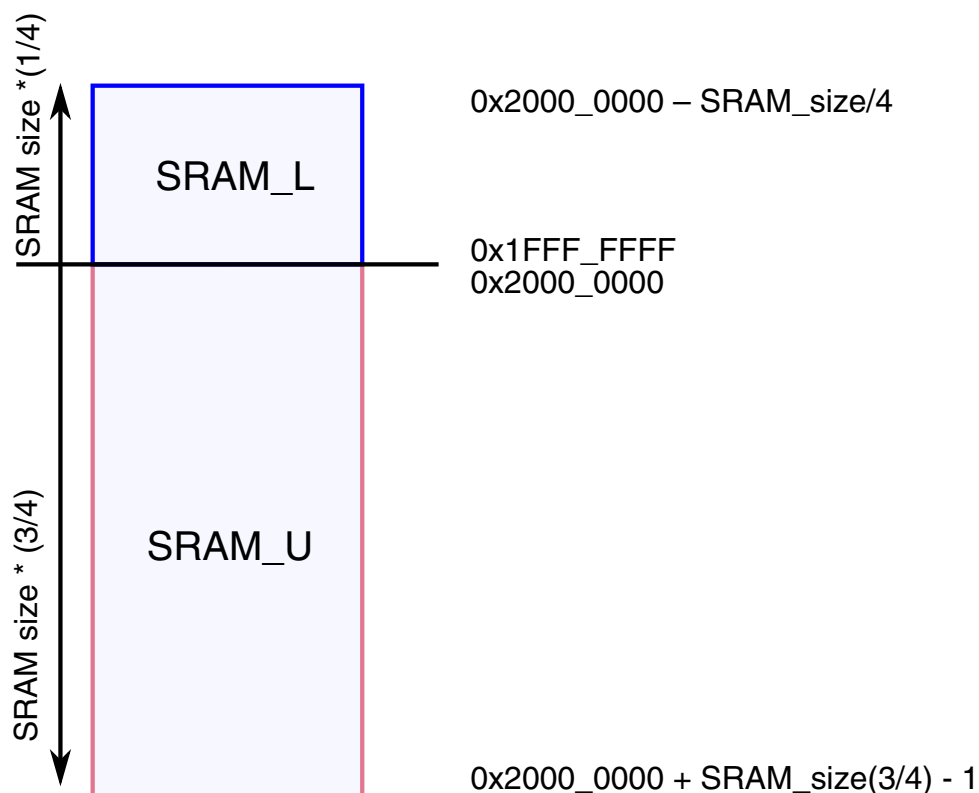 SRAM size *(1/4)
0x2000_0000 – SRAM_size/4
SRAM_L
0x1FFF_FFFF
0x2000_0000
SRAM size * (3/4)
SRAM_U
0x2000_0000 + SRAM_size(3/4) - 1